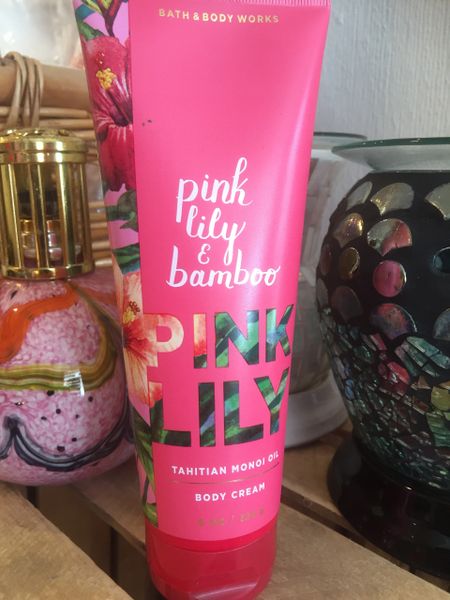 BATH & BODY WORKS
pink
lily
&
bamboo
PINK
LILY
TAHITIAN MONOI OIL
BODY CREAM